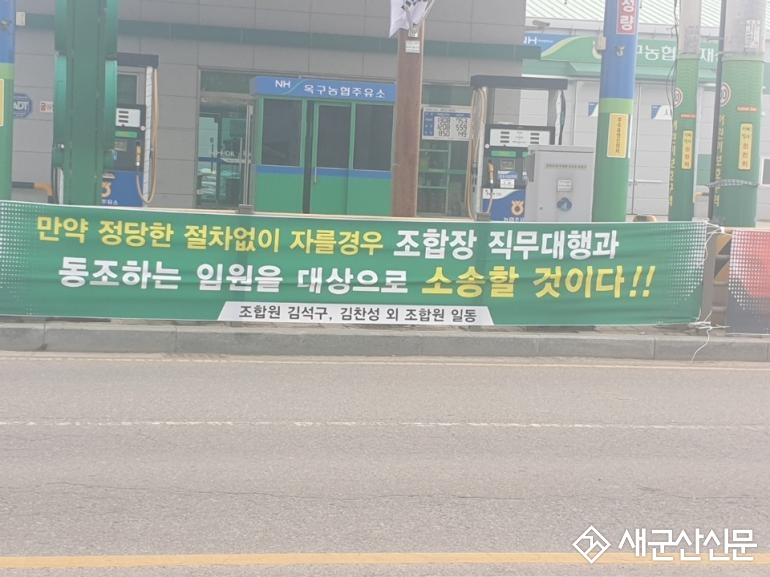 성량
NH
NH 옥구농협주유소
만약 정당한 절차없이 자를경우 조합장 직무대행과
동조하는 임원을 대상으로 소송할 것이다!!
조합원 김석구, 김찬성 외 조합원 일동
새군산신문